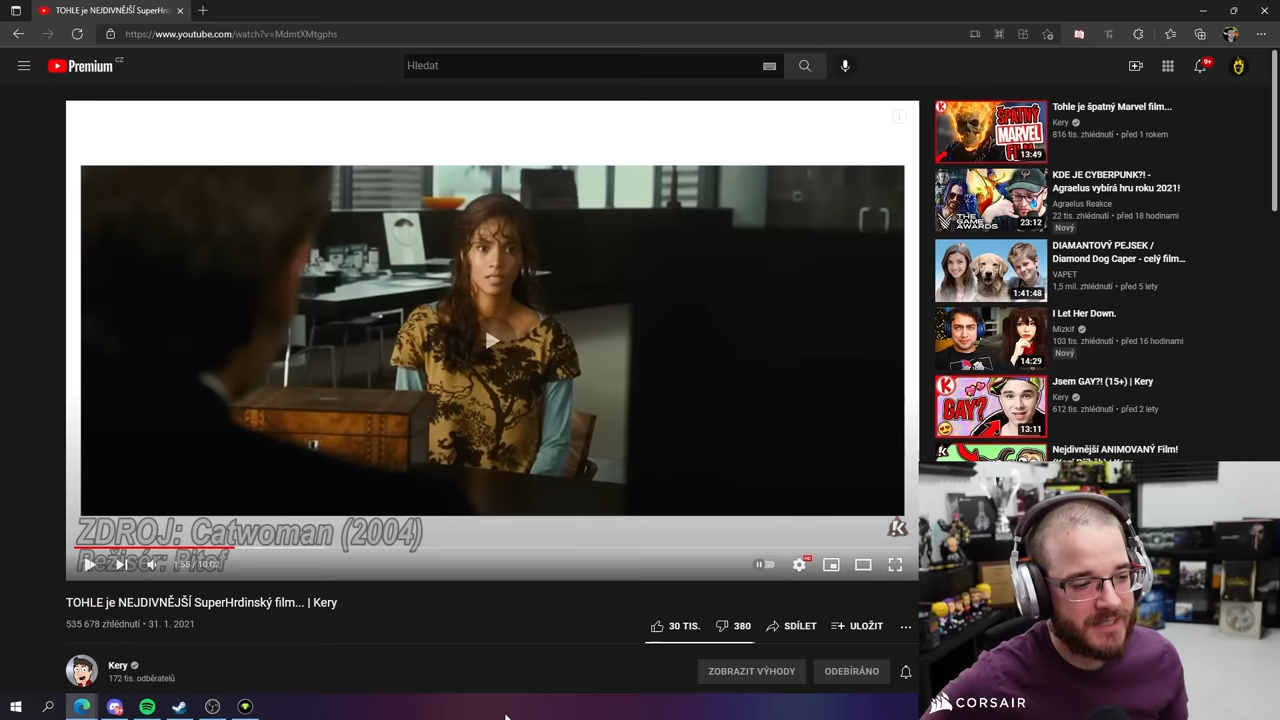 TOHLE je NEJDIVNĚJŠÍ SuperHrd
https://www.youtube.com/watch?v=MdmtXMtgphs
Premium CZ
Hledat
9+
ZDROJ: Catwoman (2004)
Režisér: Pitof
1:55 / 10:02
HD
TOHLE je NEJDIVNĚJŠÍ SuperHrdinský film... | Kery
535 678 zhlédnutí • 31. 1. 2021
30 TIS.
380
SDÍLET
ULOŽIT
Kery
172 tis. odběratelů
ZOBRAZIT VÝHODY
ODEBÍRÁNO
ŠPATNÝ
MARVEL
FILM
13:49
Tohle je špatný Marvel film...
Kery
816 tis. zhlédnutí • před 1 rokem
THE GAME AWARDS
23:12
KDE JE CYBERPUNK?! -
Agraelus vybírá hru roku 2021!
Agraelus Reakce
22 tis. zhlédnutí • před 18 hodinami
Nový
1:41:48
DIAMANTOVÝ PEJSEK /
Diamond Dog Caper - celý film...
VAPET
1,5 mil. zhlédnutí • před 5 lety
14:29
I Let Her Down.
Mizkif
103 tis. zhlédnutí • před 16 hodinami
Nový
GAY?
13:11
Jsem GAY?! (15+) | Kery
Kery
612 tis. zhlédnutí • před 2 lety
Nejdivnější ANIMOVANÝ Film!
CORSAIR